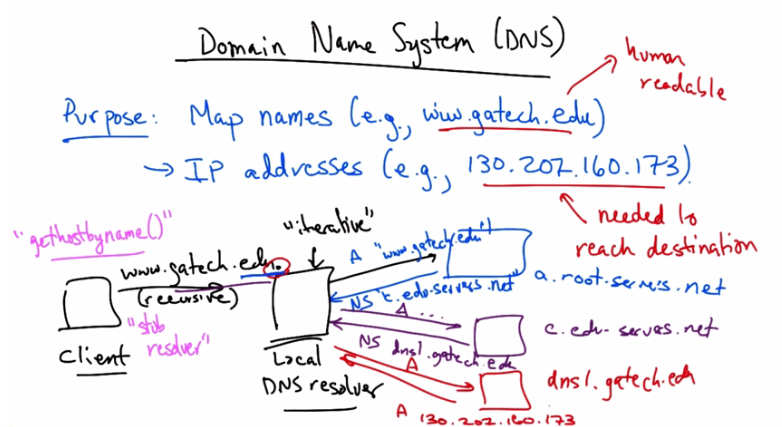 Domain Name System (DNS)
human
readable
Purpose: Map names (e.g., www.gatech.edu)
→ IP addresses (e.g., 130.207.160.173)
needed to
reach destination
"gethostbyname()"
"iterative"
www.gatech.edu.
(recursive)
"stub
resolver"
Client
Local
DNS resolver
A "www.gatech.edu"
NS "c.edu-servers.net"
a.root-servers.net
A ...
NS dns1.gatech.edu
c.edu-servers.net
A
dns1.gatech.edu
A 130.207.160.173